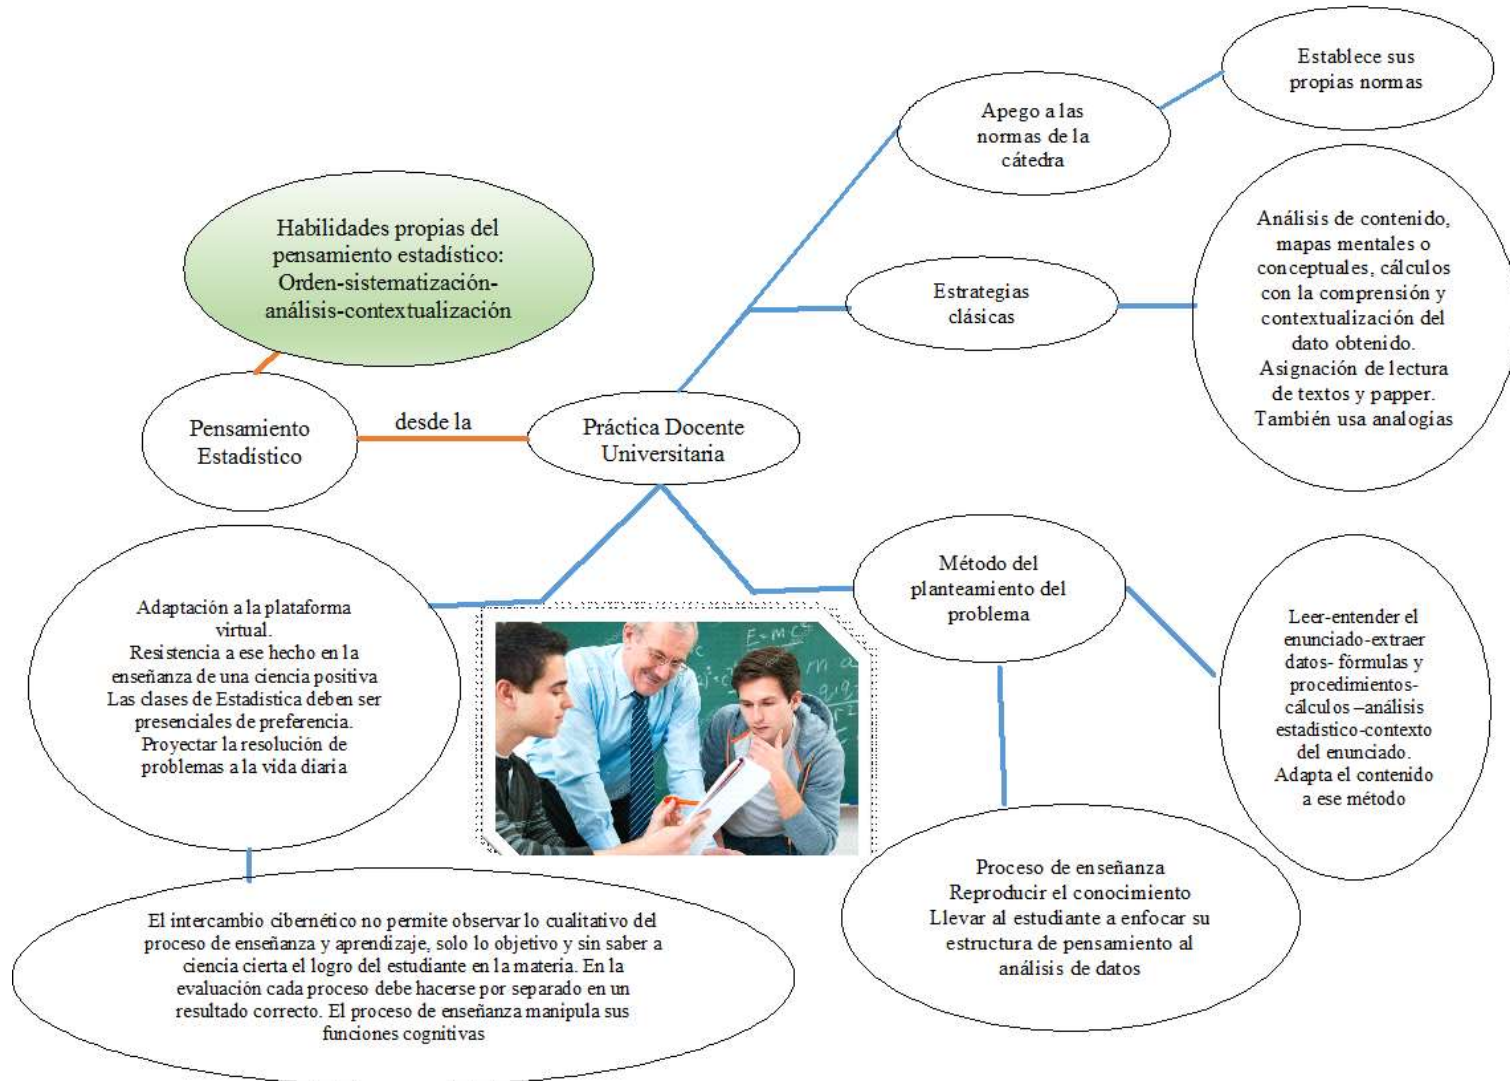 Establece sus
propias normas
Apego a las
normas de la
cátedra
Habilidades propias del
pensamiento estadístico:
Orden-sistematización-
análisis-contextualización
Análisis de contenido,
mapas mentales o
conceptuales, cálculos
con la comprensión y
contextualización del
dato obtenido.
Asignación de lectura
de textos y papper.
También usa analogías
Estrategias
clásicas
Pensamiento
Estadístico
desde la
Práctica Docente
Universitaria
Método del
planteamiento del
problema
Adaptación a la plataforma
virtual.
Resistencia a ese hecho en la
enseñanza de una ciencia positiva
Las clases de Estadística deben ser
presenciales de preferencia.
Proyectar la resolución de
problemas a la vida diaria
E=mc²
Leer-entender el
enunciado-extraer
datos- fórmulas y
procedimientos-
cálculos –análisis
estadístico-contexto
del enunciado.
Adapta el contenido
a ese método
Proceso de enseñanza
Reproducir el conocimiento
Llevar al estudiante a enfocar su
estructura de pensamiento al
análisis de datos
El intercambio cibernético no permite observar lo cualitativo del
proceso de enseñanza y aprendizaje, solo lo objetivo y sin saber a
ciencia cierta el logro del estudiante en la materia. En la
evaluación cada proceso debe hacerse por separado en un
resultado correcto. El proceso de enseñanza manipula sus
funciones cognitivas